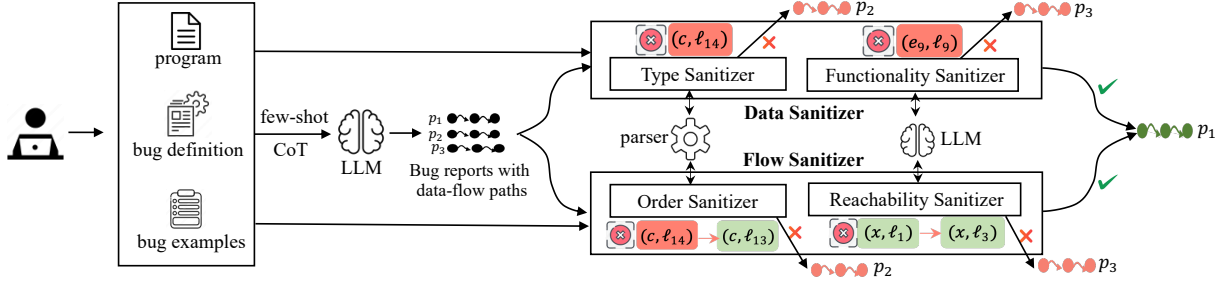 program
bug definition
bug examples
few-shot
CoT
LLM
p₁
p₂
p₃
Bug reports with
data-flow paths
(c, ℓ₁₄)
p₂
Type Sanitizer
(e₉, ℓ₉)
p₃
Functionality Sanitizer
Data Sanitizer
parser
LLM
Flow Sanitizer
Order Sanitizer
(c, ℓ₁₄) → (c, ℓ₁₃)
p₂
Reachability Sanitizer
(x, ℓ₁) → (x, ℓ₃)
p₃
p₁